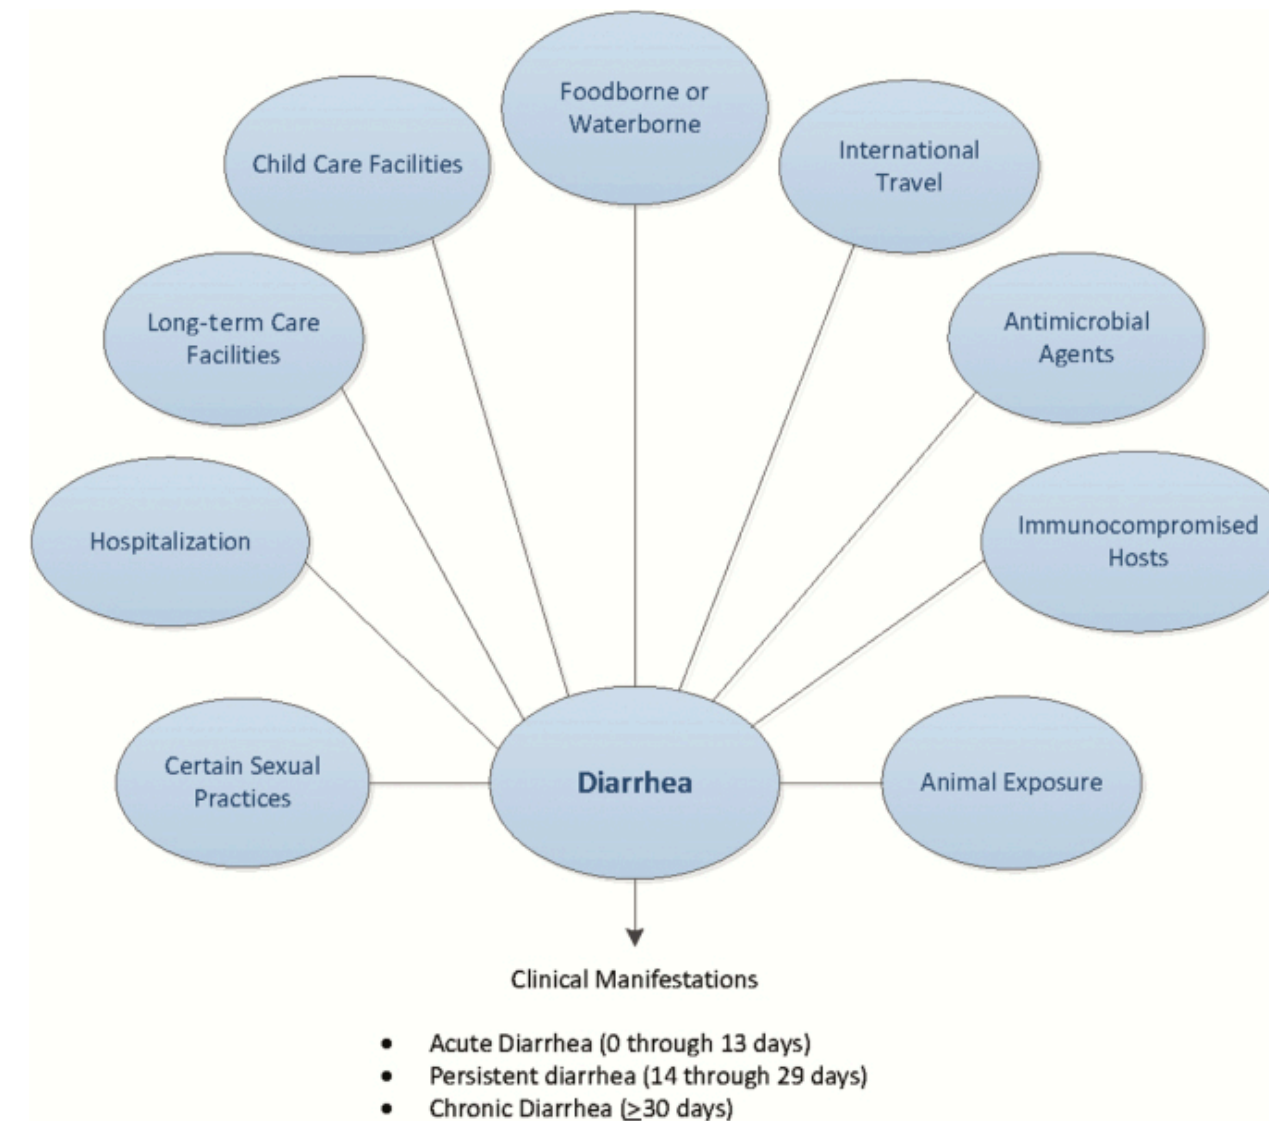 Foodborne or
Waterborne
Child Care Facilities
International
Travel
Long-term Care
Facilities
Antimicrobial
Agents
Hospitalization
Immunocompromised
Hosts
Certain Sexual
Practices
Diarrhea
Animal Exposure
Clinical Manifestations
• Acute Diarrhea (0 through 13 days)
• Persistent diarrhea (14 through 29 days)
• Chronic Diarrhea (≥30 days)